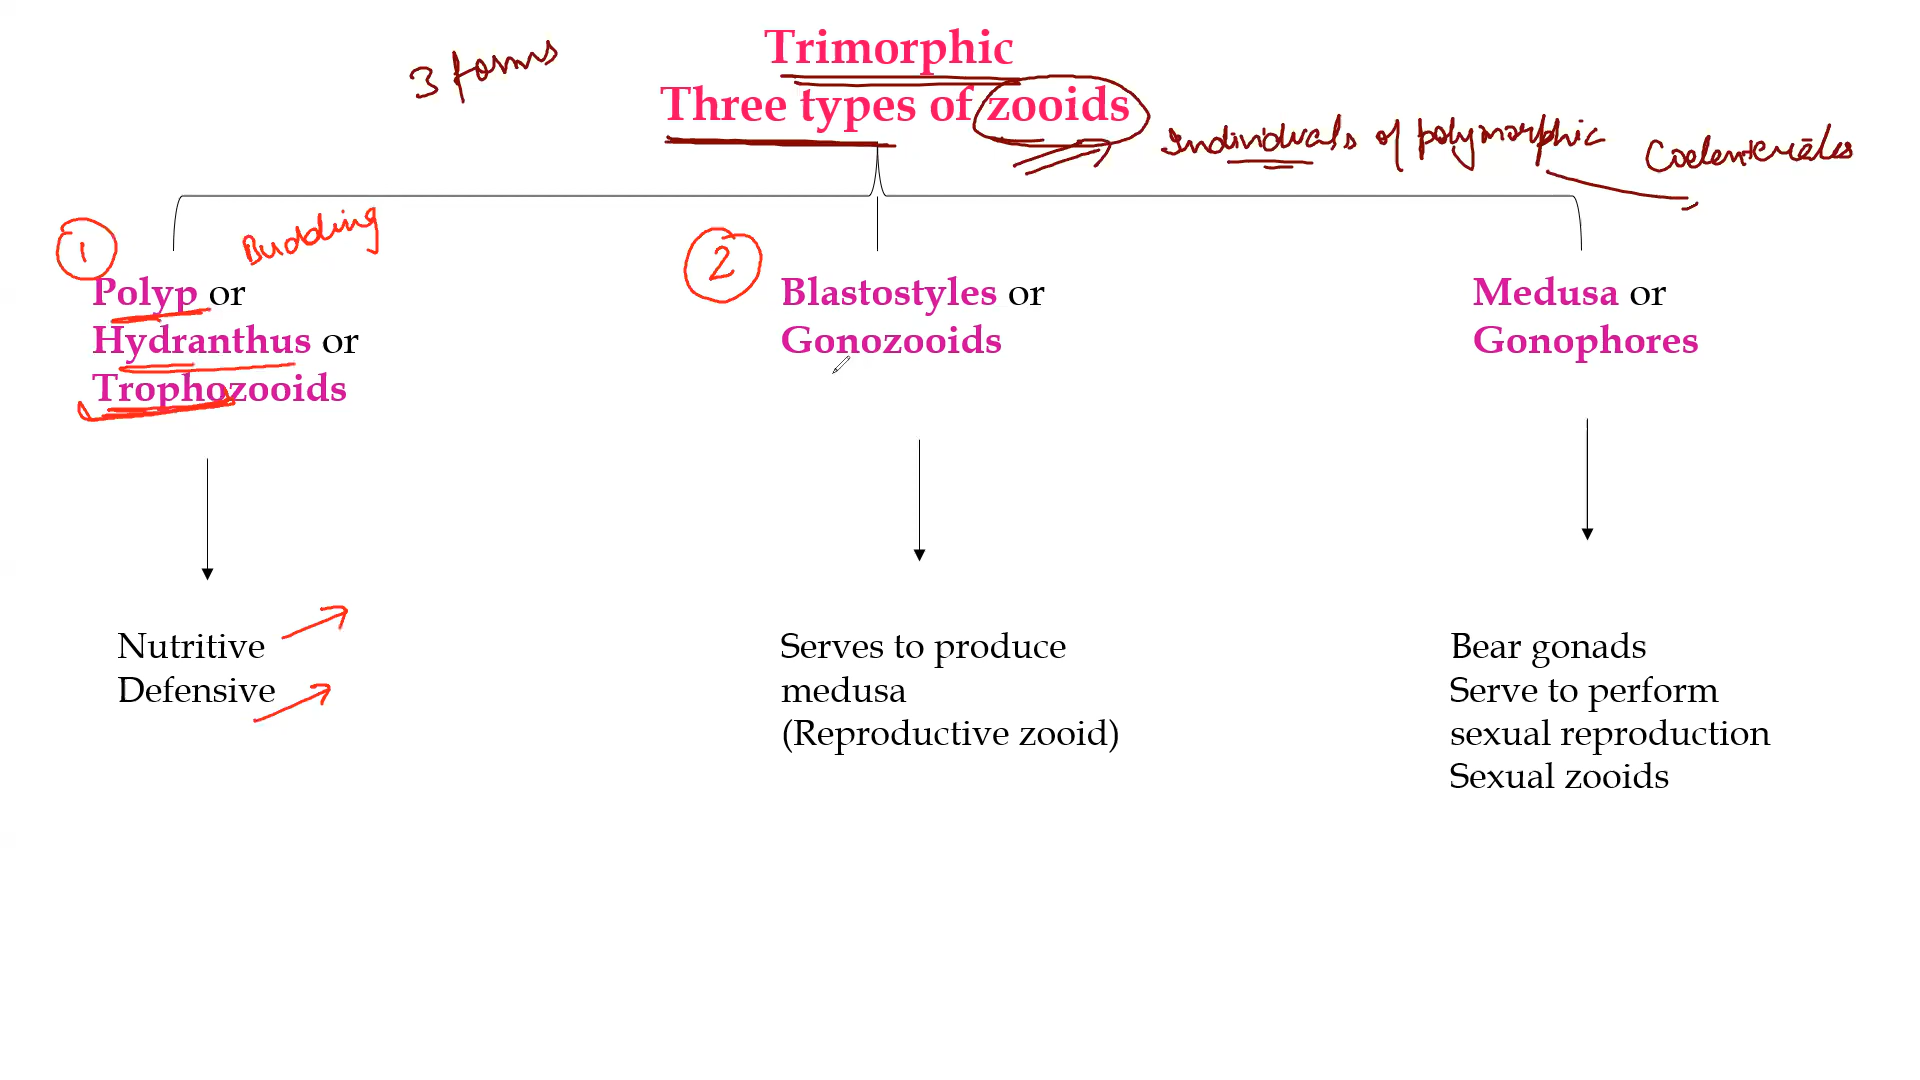 Trimorphic
3 forms
Three types of zooids
Individuals of polymorphic Coelenterates
1
Budding
2
Polyp or
Hydranthus or
Trophozooids
Blastostyles or
Gonozooids
Medusa or
Gonophores
Nutritive
Defensive
Serves to produce
medusa
(Reproductive zooid)
Bear gonads
Serve to perform
sexual reproduction
Sexual zooids